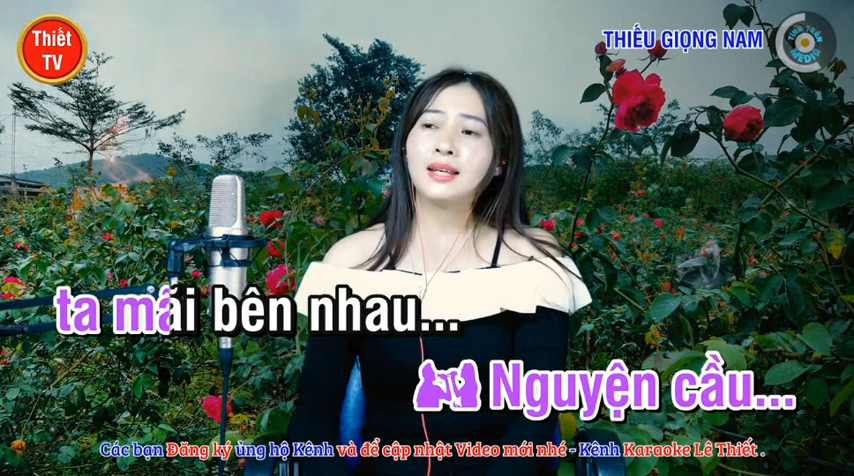 Thiết
TV
THIẾU GIỌNG NAM
ta mãi bên nhau...
Nguyện cầu...
Các bạn Đăng ký ủng hộ Kênh và để cập nhật Video mới nhé - Kênh Karaoke Lê Thiết .